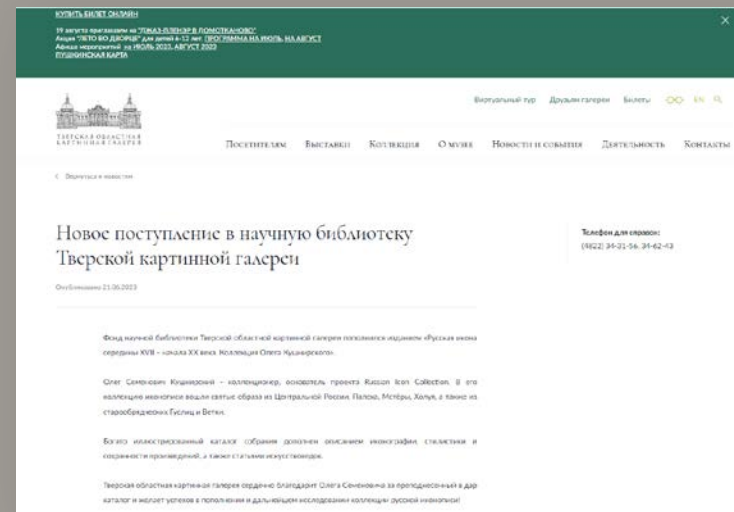 КУПИТЬ БИЛЕТ ОНЛАЙН
19 августа приглашаем на "ДЖАЗ-ПЛЕНЭР В ДОМОТКАНОВО"
Акция "ЛЕТО ВО ДВОРЦЕ" для детей 6-12 лет. ПРОГРАММА НА ИЮЛЬ, НА АВГУСТ
Афиша мероприятий на ИЮЛЬ 2023, АВГУСТ 2023
ПУШКИНСКАЯ КАРТА
Виртуальный тур Друзьям галереи Билеты EN
ТВЕРСКАЯ ОБЛАСТНАЯ
КАРТИННАЯ ГАЛЕРЕЯ
Посетителям Выставки Коллекция О музее Новости и события Деятельность Контакты
Вернуться к новостям
Новое поступление в научную библиотеку
Тверской картинной галереи
Телефон для справок:
(4822) 34-31-56, 34-62-43
Опубликовано 21.06.2023
Фонд научной библиотеки Тверской областной картинной галереи пополнился изданием «Русская икона
середины XVII – начала XX века. Коллекция Олега Кушнирского».
Олег Семенович Кушнирский – коллекционер, основатель проекта Russian Icon Collection. В его
коллекцию иконописи вошли святые образа из Центральной России, Палеха, Мстёры, Холуя, а также из
старообрядческих Гуслиц и Ветки.
Богато иллюстрированный каталог собрания дополнен описанием иконографии, стилистики и
сохранности произведений, а также статьями искусствоведов.
Тверская областная картинная галерея сердечно благодарит Олега Семеновича за преподнесенный в дар
каталог и желает успехов в пополнении и дальнейшем исследовании коллекции русской иконописи!